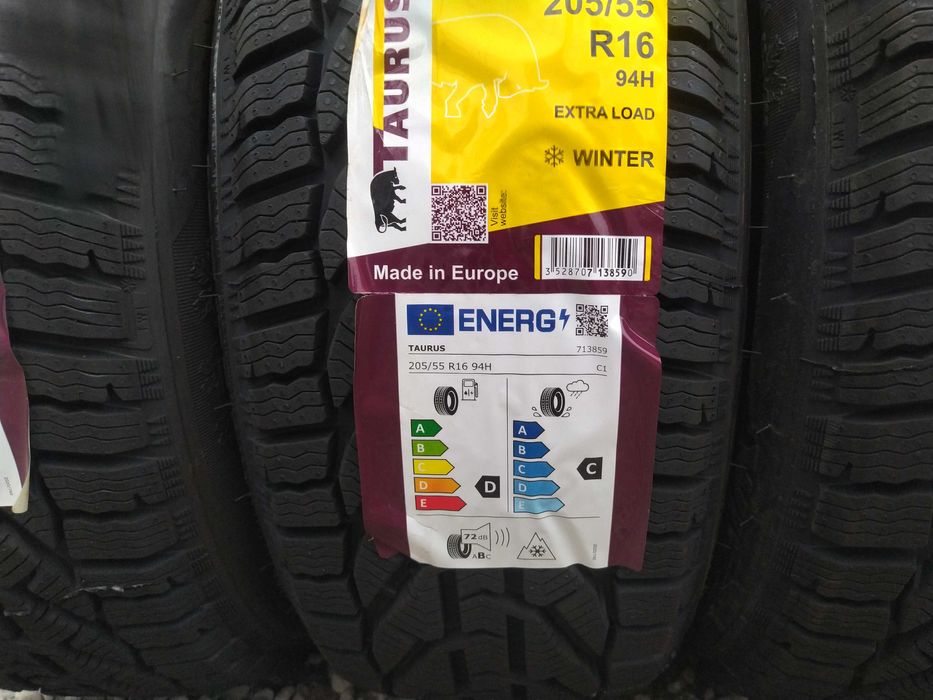 TAURUS
205/55
R16
94H
EXTRA LOAD
WINTER
Visit
website:
Made in Europe
3 528707 138590
ENERG
TAURUS 713859
205/55 R16 94H C1
A A
B B
C C C
D D D
E E
72 dB
ABC